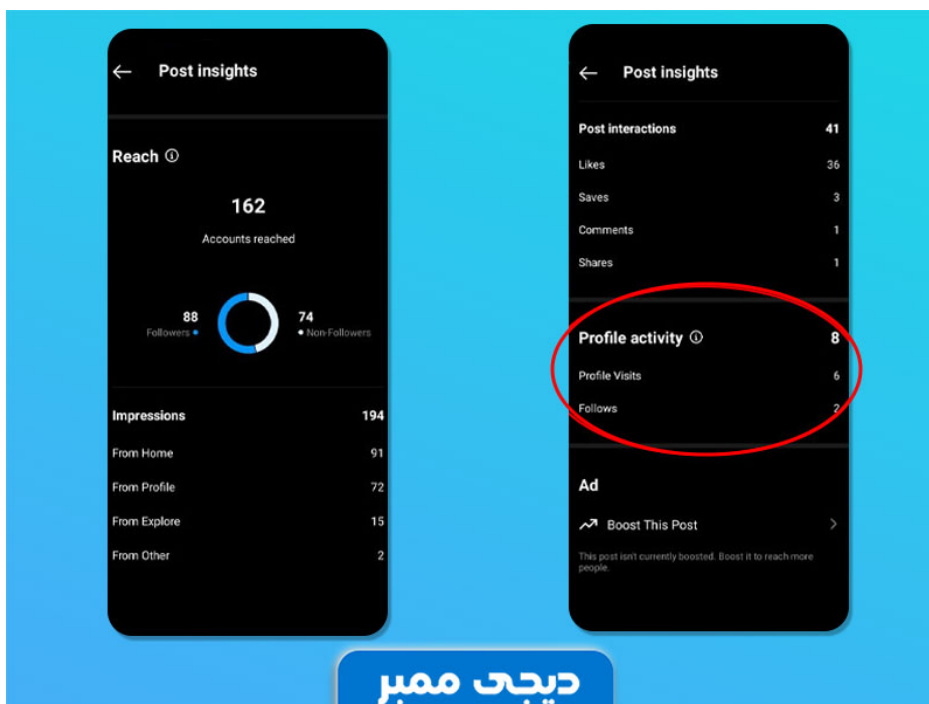 Post insights
Reach
162
Accounts reached
88
Followers
74
Non-Followers
Impressions 194
From Home 91
From Profile 72
From Explore 15
From Other 2
Post insights
Post interactions 41
Likes 36
Saves 3
Comments 1
Shares 1
Profile activity 8
Profile Visits 6
Follows 2
Ad
Boost This Post
This post isn't currently boosted. Boost it to reach more
people.
دیجی ممبر